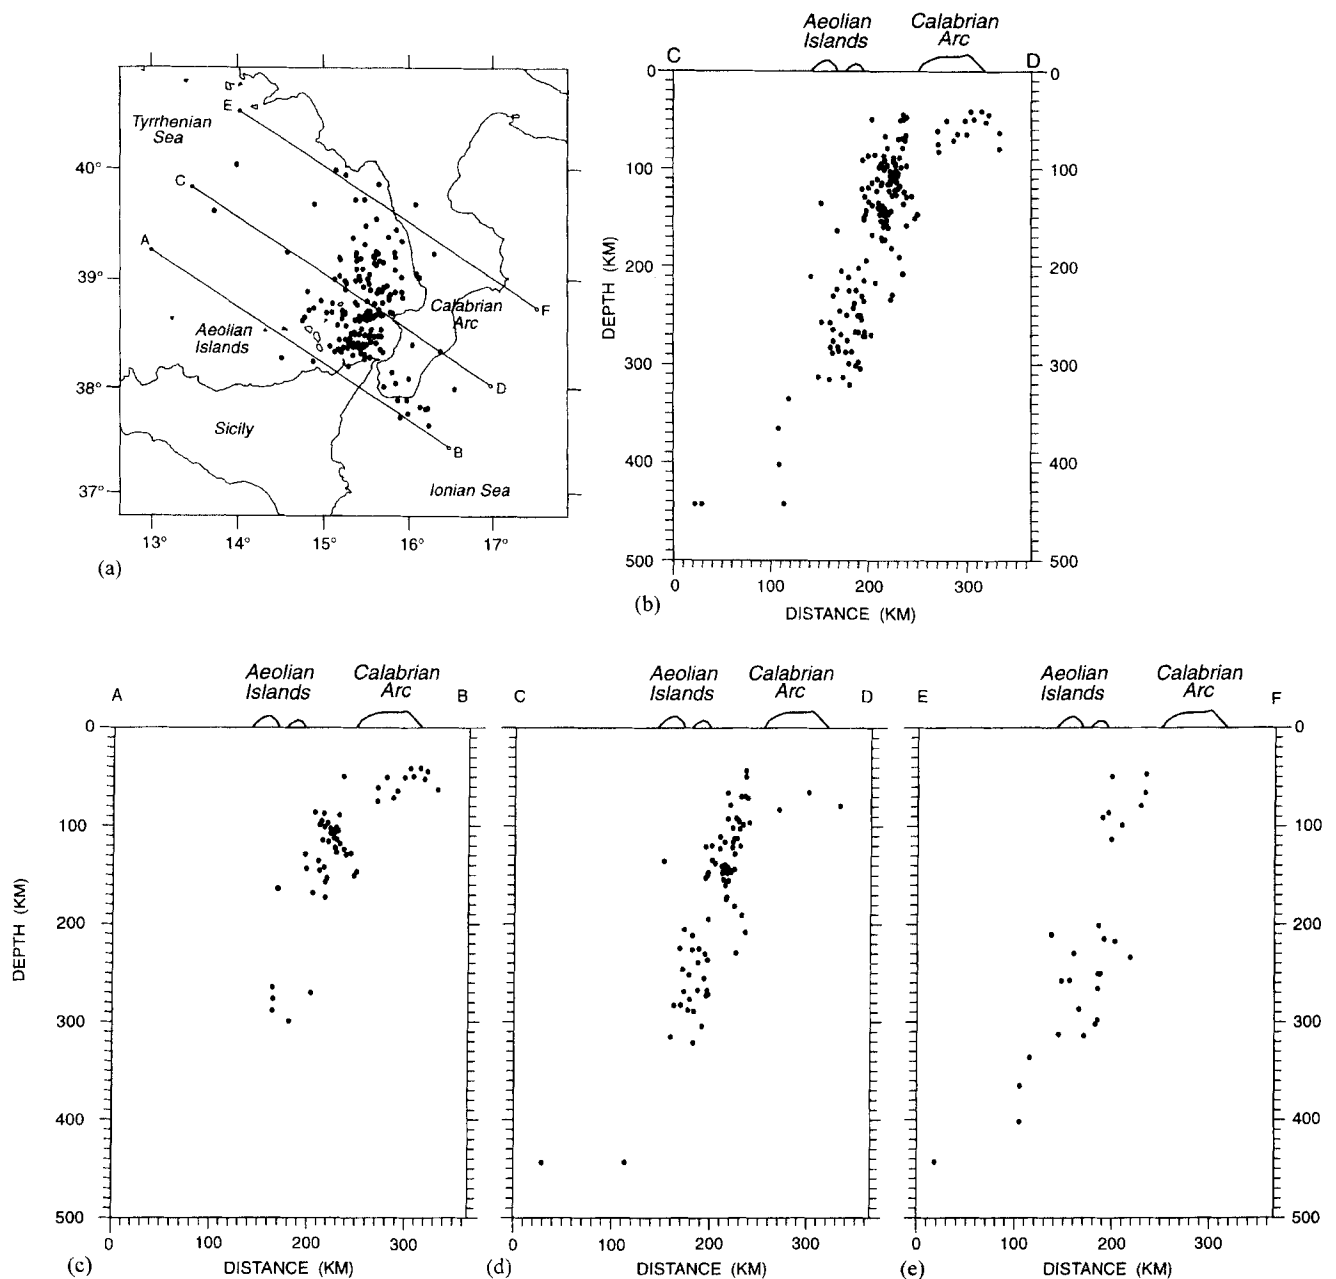 Aeolian
Islands
Calabrian
Arc
C
D
E
Tyrrhenian
Sea
40°
C
A
39°
F
Calabrian
Arc
Aeolian
Islands
38°
D
Sicily
B
37°
Ionian Sea
13° 14° 15° 16° 17°
(a)
0 0
100 100
200 200
DEPTH (KM)
300 300
400 400
500 500
0 100 200 300
(b)
DISTANCE (KM)
Aeolian
Islands
Calabrian
Arc
A B
Aeolian
Islands
Calabrian
Arc
C D
Aeolian
Islands
Calabrian
Arc
E F
0 0
100 100
200 200
DEPTH (KM)
300 300
400 400
500 500
0 100 200 300
0 100 200 300
0 100 200 300
(c) DISTANCE (KM)
(d) DISTANCE (KM)
(e) DISTANCE (KM)